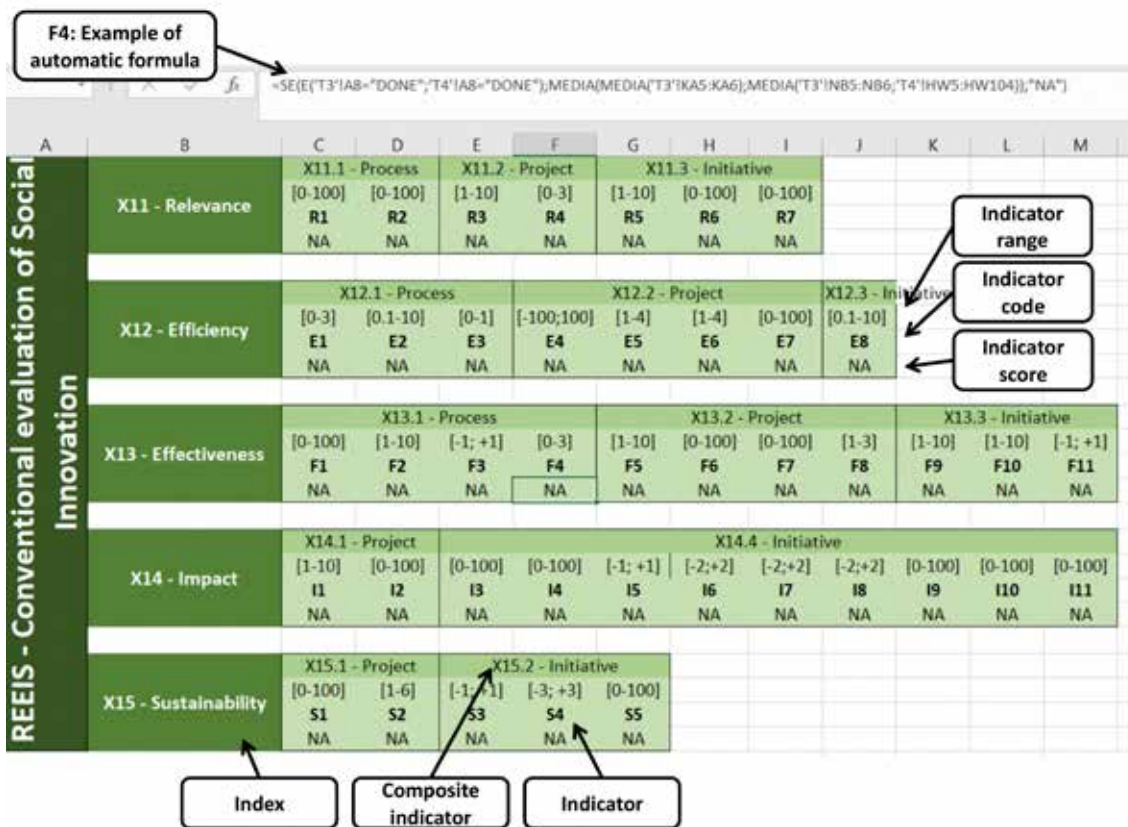 F4: Example of
automatic formula
fx
=SE(E('T3'!A8="DONE";'T4'!A8="DONE");MEDIA(MEDIA('T3'!KA5:KA6);MEDIA('T3'!NB5:NB6;'T4'!HW5:HW104));"NA")
A B C D E F G H I J K L M
REEIS - Conventional evaluation of Social
Innovation
X11.1 - Process X11.2 - Project X11.3 - Initiative
X11 - Relevance
[0-100] [0-100] [1-10] [0-3] [1-10] [0-100] [0-100]
R1 R2 R3 R4 R5 R6 R7
NA NA NA NA NA NA NA
Indicator
range
X12.1 - Process X12.2 - Project X12.3 - Initiative
X12 - Efficiency
[0-3] [0.1-10] [0-1] [-100;100] [1-4] [1-4] [0-100] [0.1-10]
E1 E2 E3 E4 E5 E6 E7 E8
NA NA NA NA NA NA NA NA
Indicator
code
Indicator
score
X13.1 - Process X13.2 - Project X13.3 - Initiative
X13 - Effectiveness
[0-100] [1-10] [-1; +1] [0-3] [1-10] [0-100] [0-100] [1-3] [1-10] [1-10] [-1; +1]
F1 F2 F3 F4 F5 F6 F7 F8 F9 F10 F11
NA NA NA NA NA NA NA NA NA NA NA
X14.1 - Project X14.4 - Initiative
X14 - Impact
[1-10] [0-100] [0-100] [0-100] [-1; +1] [-2;+2] [-2;+2] [-2;+2] [0-100] [0-100] [0-100]
I1 I2 I3 I4 I5 I6 I7 I8 I9 I10 I11
NA NA NA NA NA NA NA NA NA NA NA
X15.1 - Project X15.2 - Initiative
X15 - Sustainability
[0-100] [1-6] [-1; +1] [-3; +3] [0-100]
S1 S2 S3 S4 S5
NA NA NA NA NA
Index
Composite
indicator
Indicator